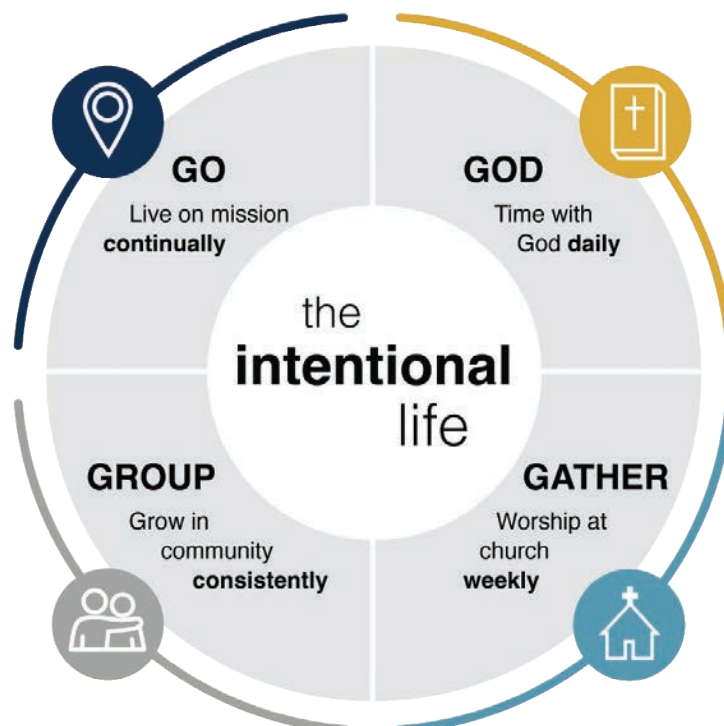 GO
Live on mission
continually
GOD
Time with
God daily
the
intentional
life
GROUP
Grow in
community
consistently
GATHER
Worship at
church
weekly